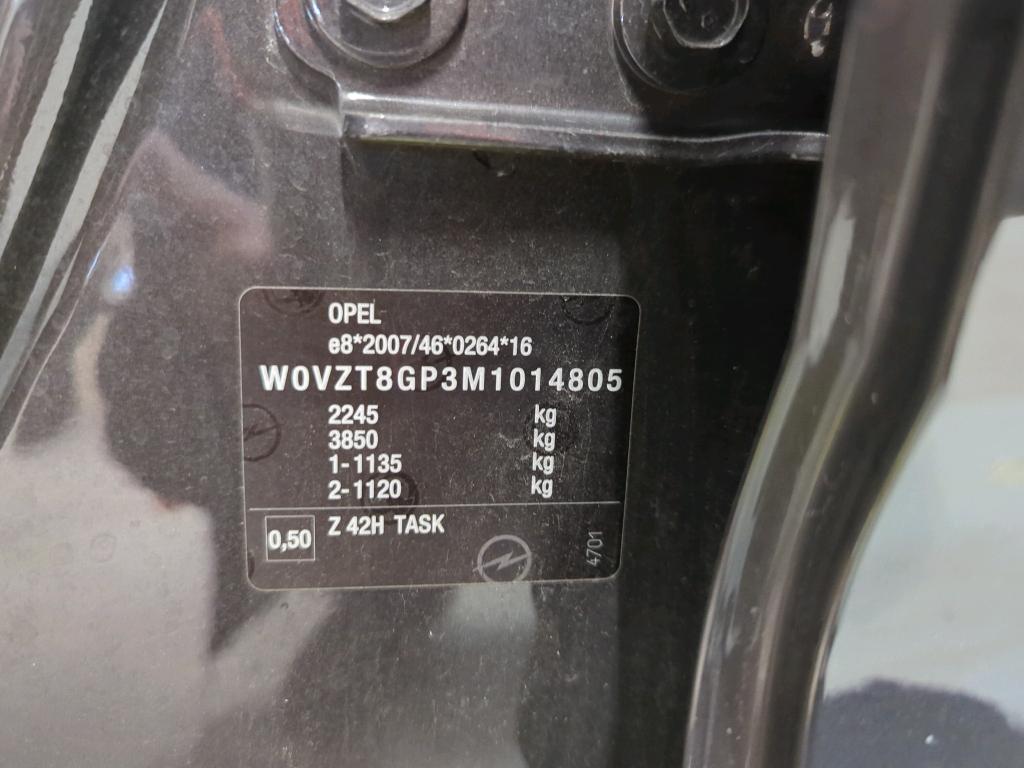 OPEL
e8*2007/46*0264*16
W0VZT8GP3M1014805
2245 kg
3850 kg
1-1135 kg
2-1120 kg
0,50 Z 42H TASK
4701